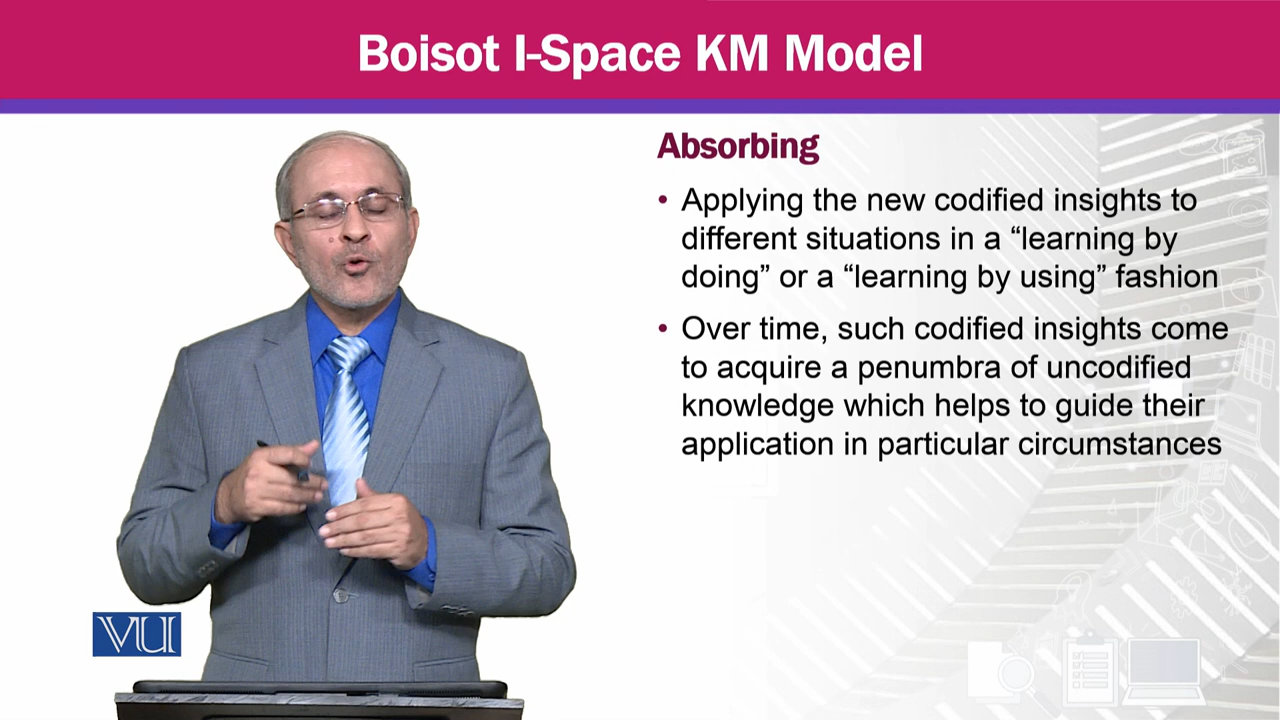 Boisot I-Space KM Model
Absorbing
• Applying the new codified insights to
different situations in a “learning by
doing” or a “learning by using” fashion
• Over time, such codified insights come
to acquire a penumbra of uncodified
knowledge which helps to guide their
application in particular circumstances
VU